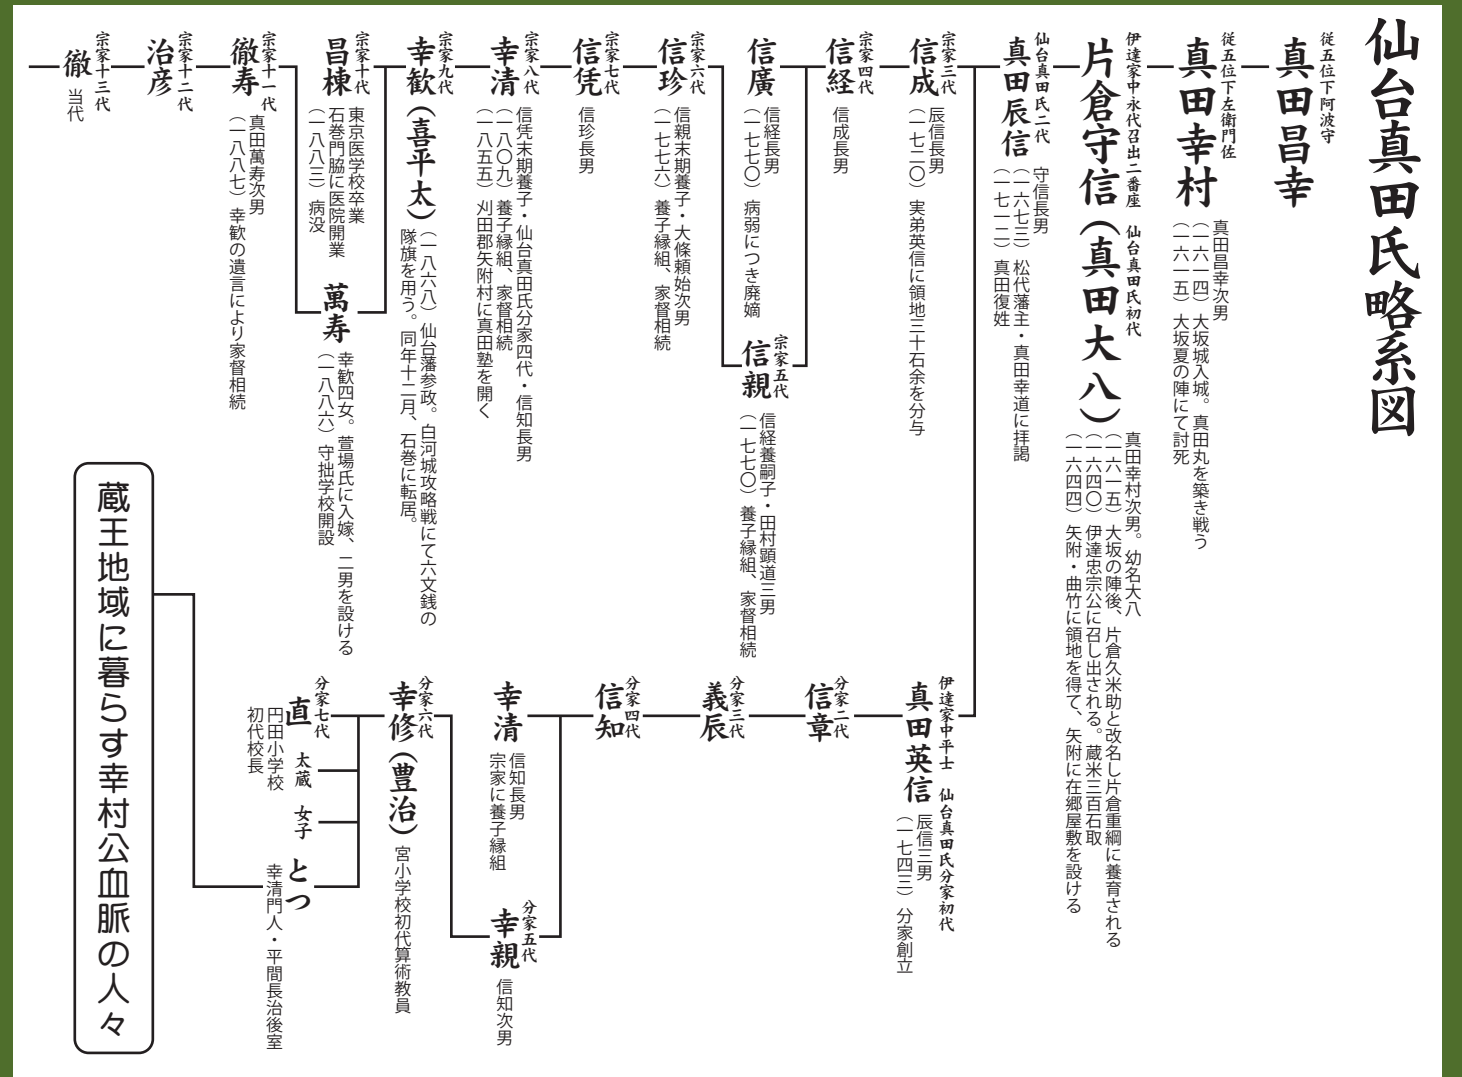 仙台真田氏略系図
従五位下阿波守
真田昌幸
従五位下左衛門佐
真田幸村
真田昌幸次男
（一六一四）大坂城入城。真田丸を築き戦う
（一六一五）大坂夏の陣にて討死
伊達家中永代召出二番座　仙台真田氏初代
片倉守信（真田大八）
真田幸村次男。幼名大八
（一六一五）大坂の陣後、片倉久米助と改名し片倉重綱に養育される
（一六四〇）伊達忠宗公に召し出される。蔵米三百石取
（一六四四）矢附・曲竹に領地を得て、矢附に在郷屋敷を設ける
仙台真田氏二代
真田辰信
守信長男
（一六七三）松代藩主・真田幸道に拝謁
（一七一二）真田復姓
宗家三代
信成
辰信長男
（一七二〇）実弟英信に領地三十石余を分与
宗家四代
信経
信成長男
信廣
信経長男
（一七七〇）病弱につき廃嫡
宗家五代
信親
信経養嗣子・田村顕道三男
（一七七〇）養子縁組、家督相続
宗家六代
信珍
信親末期養子・大條頼始次男
（一七七六）養子縁組、家督相続
宗家七代
信凭
信珍長男
宗家八代
幸清
信凭末期養子・仙台真田氏分家四代・信知長男
（一八〇九）養子縁組、家督相続
（一八五五）刈田郡矢附村に真田塾を開く
宗家九代
幸歓（喜平太）
（一八六八）仙台藩参政。白河城攻略戦にて六文銭の
隊旗を用う。同年十二月、石巻に転居。
宗家十代
昌棟
東京医学校卒業
石巻門脇に医院開業
（一八八三）病没
萬寿
幸歓四女。萱場氏に入嫁、二男を設ける
（一八八六）守拙学校開設
宗家十一代
徹寿
真田萬寿次男
（一八八七）幸歓の遺言により家督相続
宗家十二代
治彦
宗家十三代
徹　当代
伊達家中平士　仙台真田氏分家初代
真田英信
辰信三男
（一七四三）分家創立
分家二代
信章
分家三代
義辰
分家四代
信知
幸清
信知長男
宗家に養子縁組
分家五代
幸親
信知次男
分家六代
幸修（豊治）
宮小学校初代算術教員
分家七代
直
円田小学校
初代校長
太蔵
女子
とつ
幸清門人・平間長治後室
蔵王地域に暮らす幸村公血脈の人々